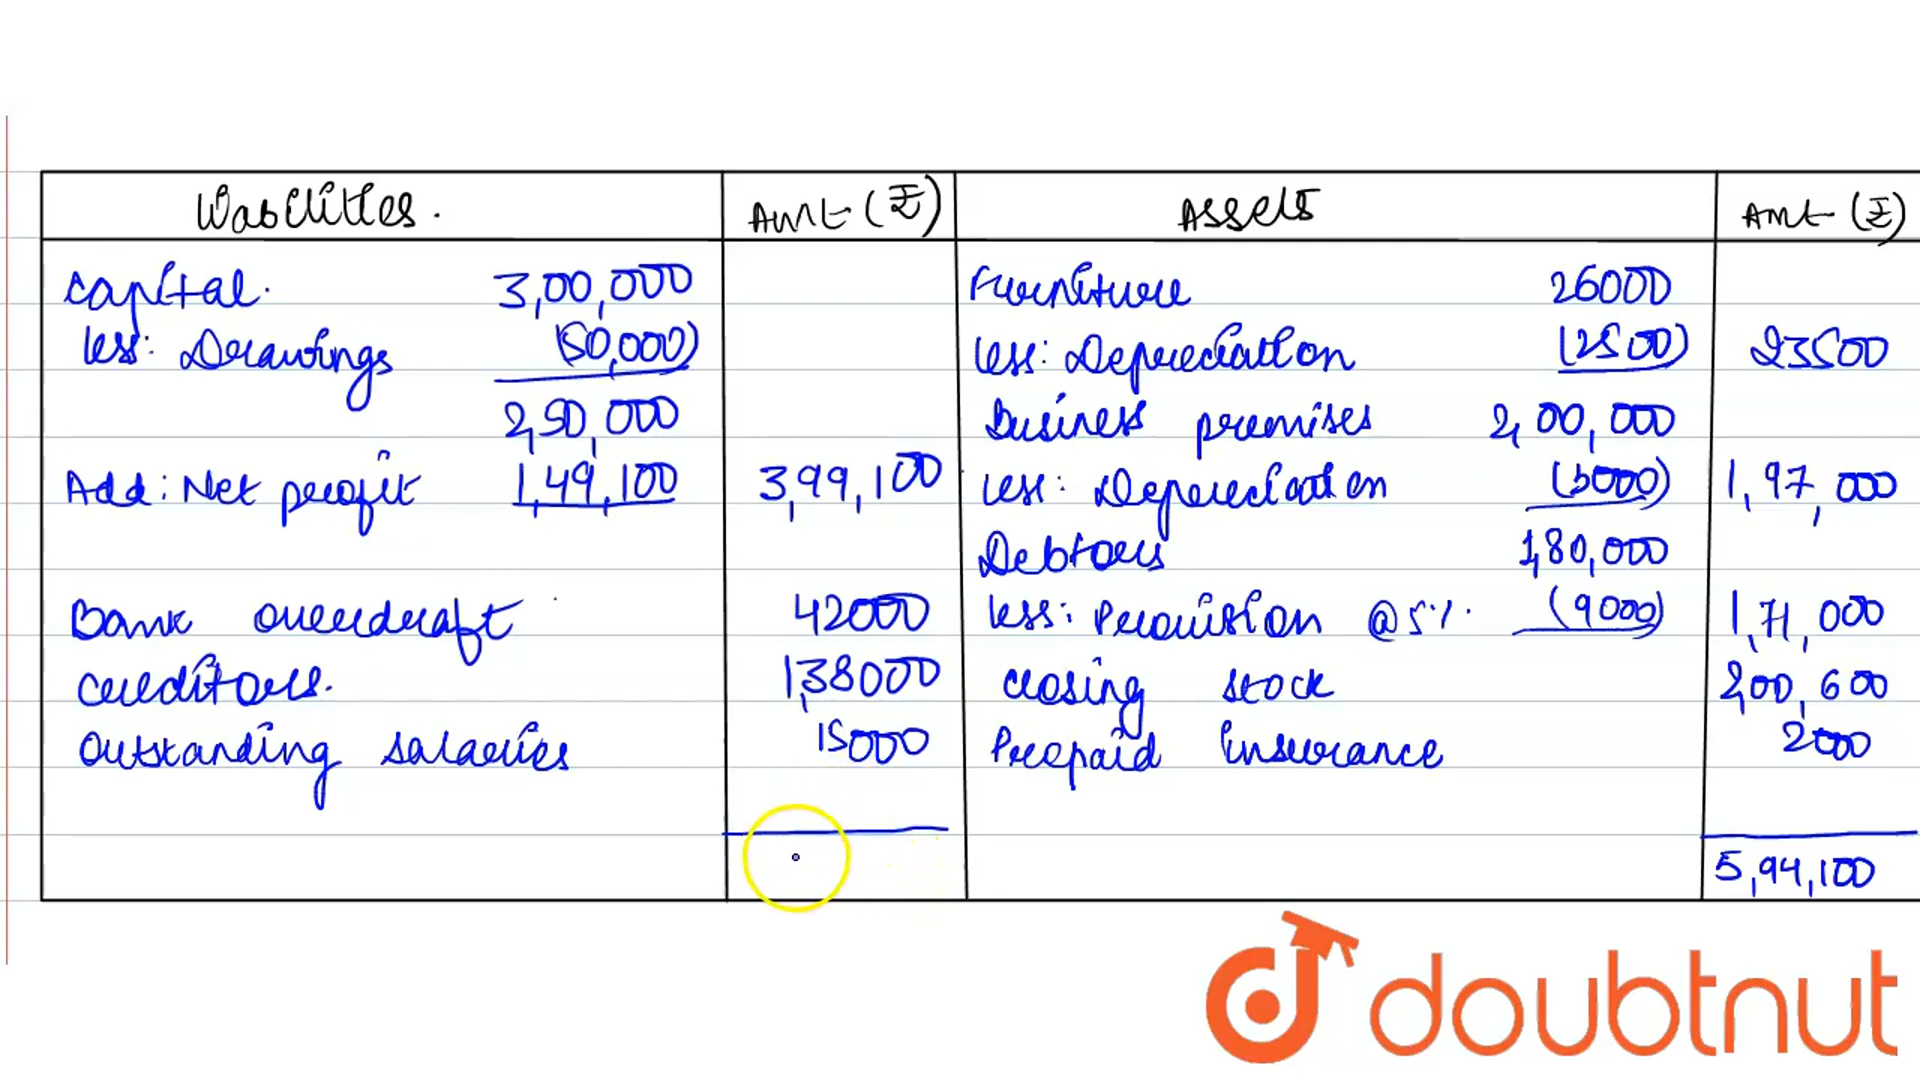 Liabilities. Amt (₹) Assets Amt (₹)
Capital. 3,00,000 Furniture 26000
Less: Drawings (50,000) Less: Depreciation (2500) 23500
2,50,000 Business premises 2,00,000
Add: Net profit 1,49,100 3,99,100 Less: Depreciation (3000) 1,97,000
Debtors 1,80,000
Bank overdraft 42000 Less: Provision @5%. (9000) 1,71,000
Creditors. 1,38000 Closing stock 2,00,600
Outstanding salaries 15000 Prepaid Insurance 2000
5,94,100
doubtnut